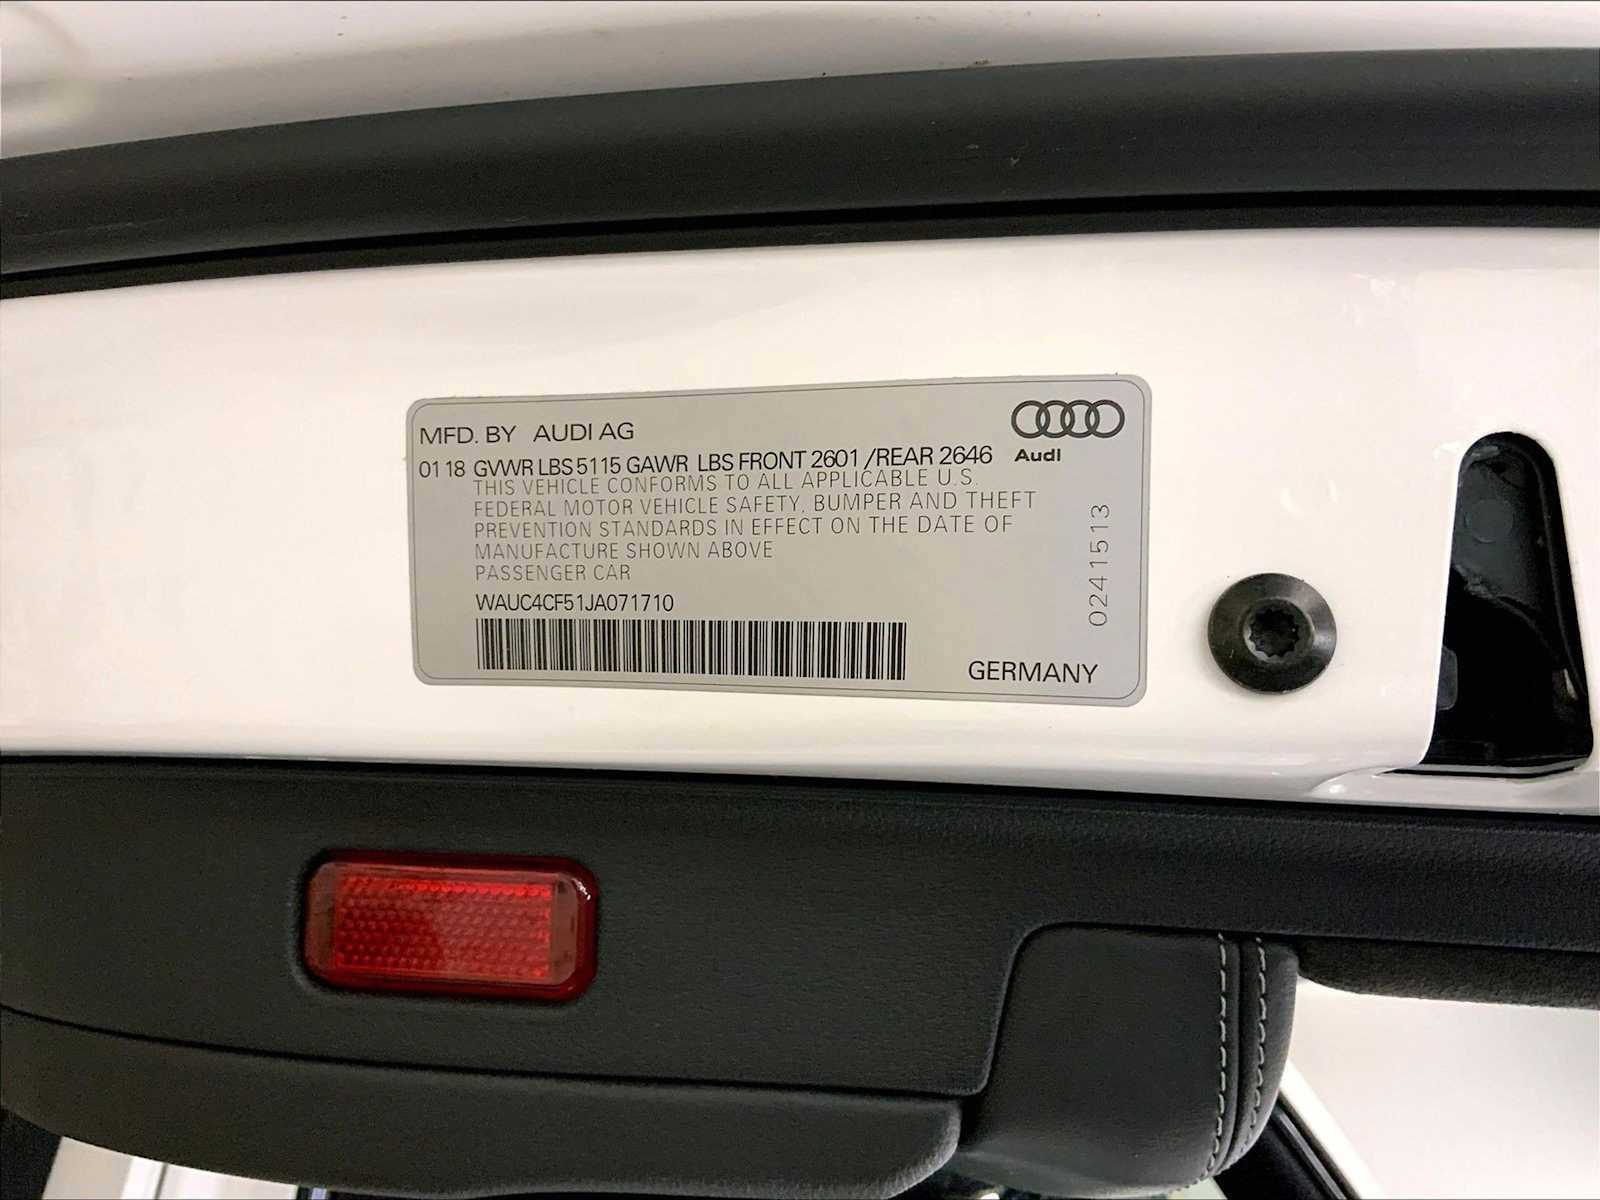 MFD. BY AUDI AG
Audi
01 18 GVWR LBS 5115 GAWR LBS FRONT 2601 /REAR 2646
THIS VEHICLE CONFORMS TO ALL APPLICABLE U.S.
FEDERAL MOTOR VEHICLE SAFETY, BUMPER AND THEFT
PREVENTION STANDARDS IN EFFECT ON THE DATE OF
MANUFACTURE SHOWN ABOVE
PASSENGER CAR
WAUC4CF51JA071710
0241513
GERMANY